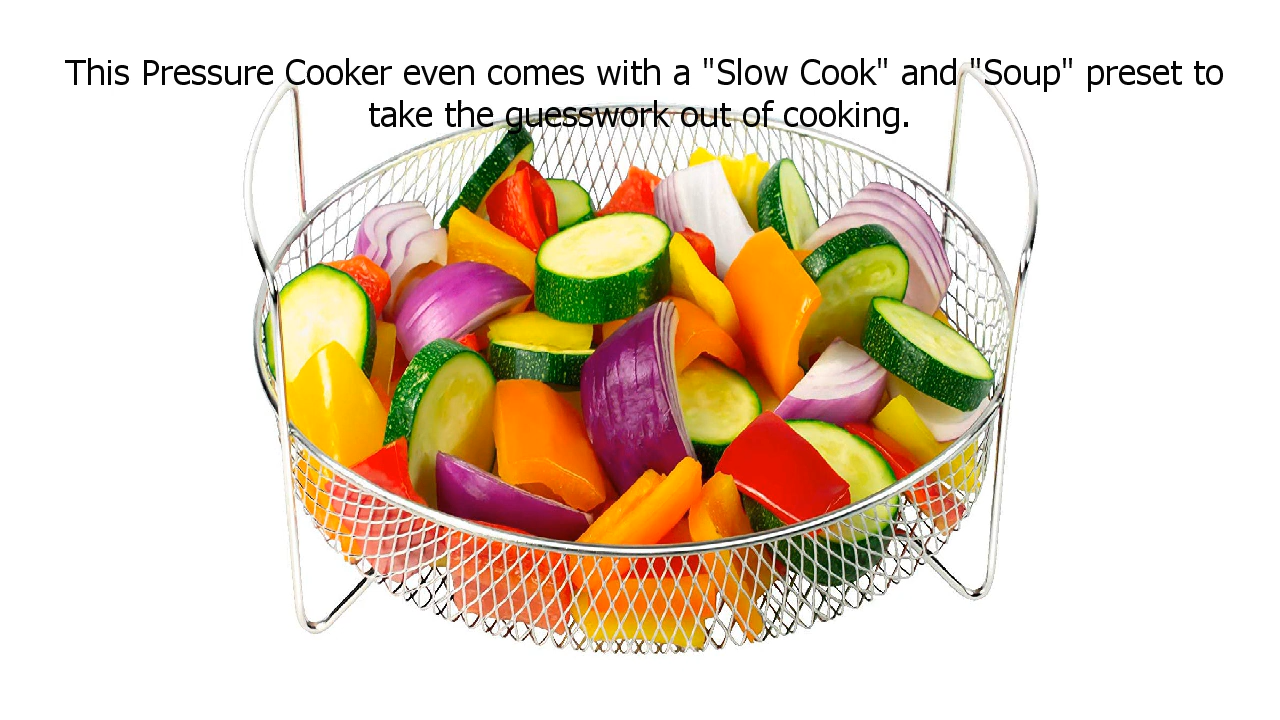 This Pressure Cooker even comes with a "Slow Cook" and "Soup" preset to
take the guesswork out of cooking.